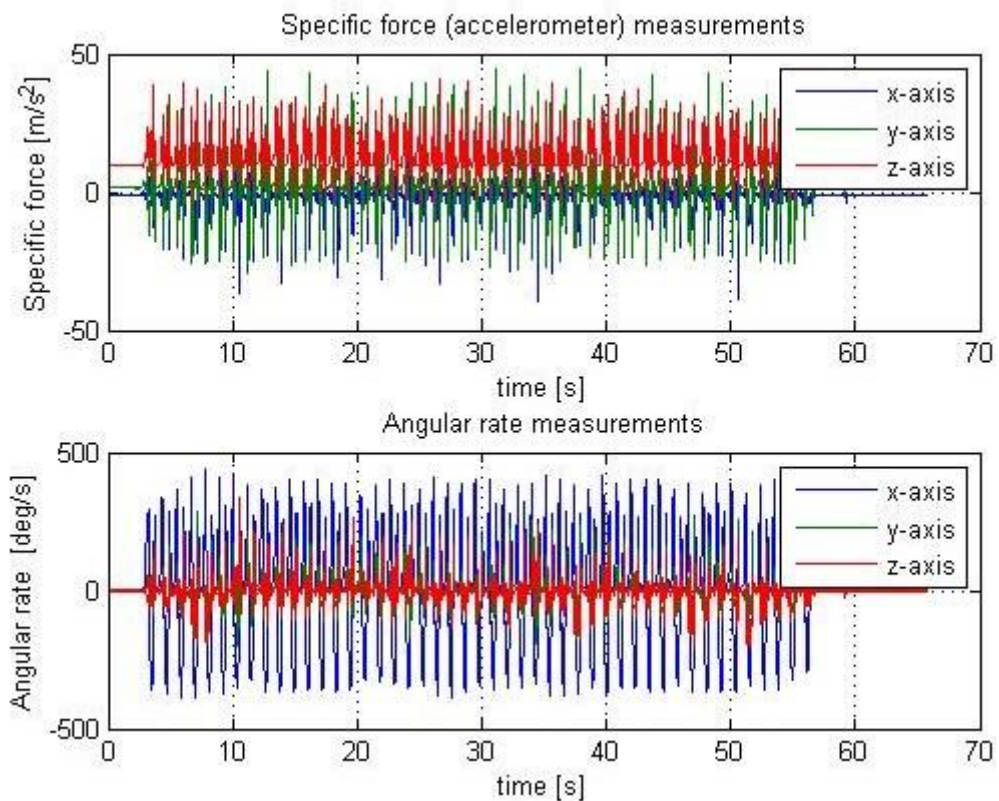 Specific force (accelerometer) measurements
Specific force [m/s²]
50
0
-50
x-axis
y-axis
z-axis
0 10 20 30 40 50 60 70
time [s]
Angular rate measurements
Angular rate [deg/s]
500
0
-500
x-axis
y-axis
z-axis
0 10 20 30 40 50 60 70
time [s]